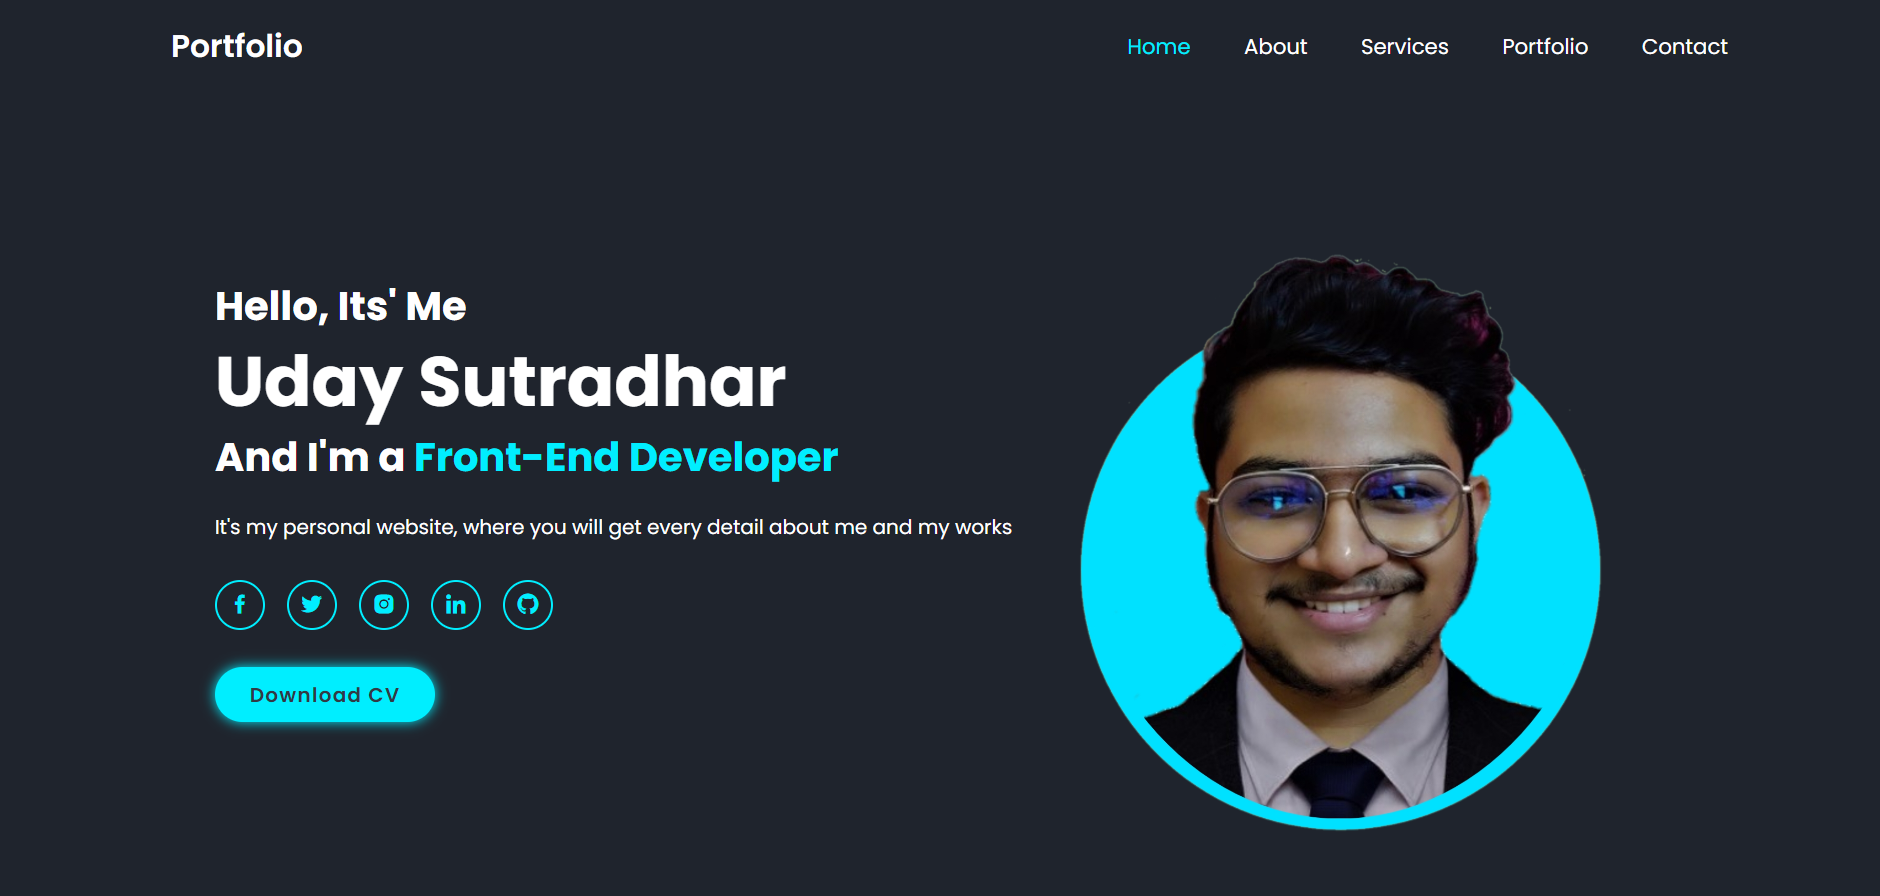 Portfolio
Home About Services Portfolio Contact
Hello, Its' Me
Uday Sutradhar
And I'm a Front-End Developer
It's my personal website, where you will get every detail about me and my works
Download CV